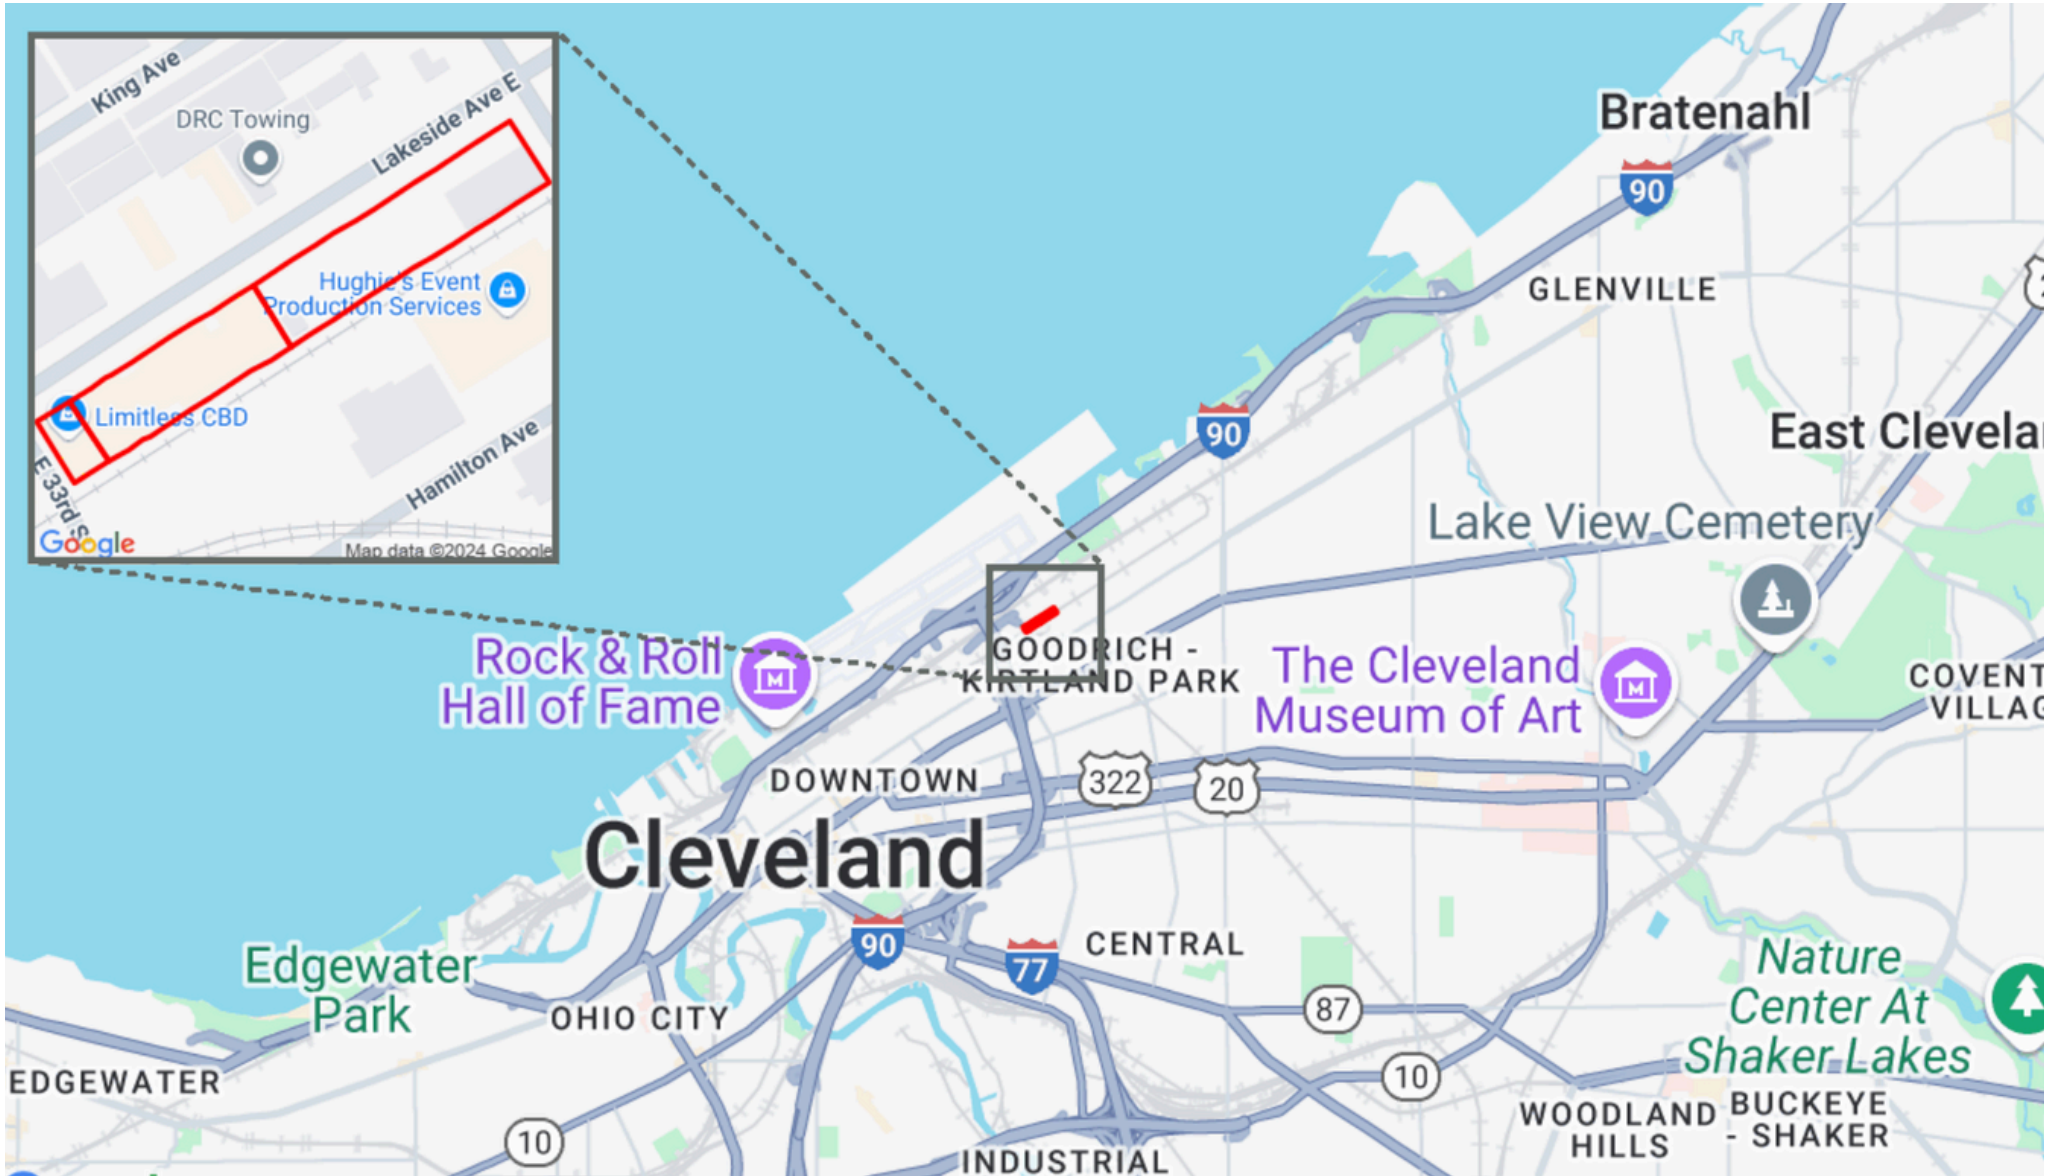 King Ave
DRC Towing
Lakeside Ave E
Hughie's Event
Production Services
Limitless CBD
Hamilton Ave
E 33rd S
Google
Map data ©2024 Google
Bratenahl
90
GLENVILLE
90
East Clevela
Lake View Cemetery
GOODRICH -
KIRTLAND PARK
Rock & Roll
Hall of Fame
The Cleveland
Museum of Art
COVENT
VILLAG
DOWNTOWN
322
20
Cleveland
90
77
CENTRAL
Edgewater
Park
OHIO CITY
87
Nature
Center At
Shaker Lakes
EDGEWATER
10
10
WOODLAND
HILLS
BUCKEYE
- SHAKER
INDUSTRIAL